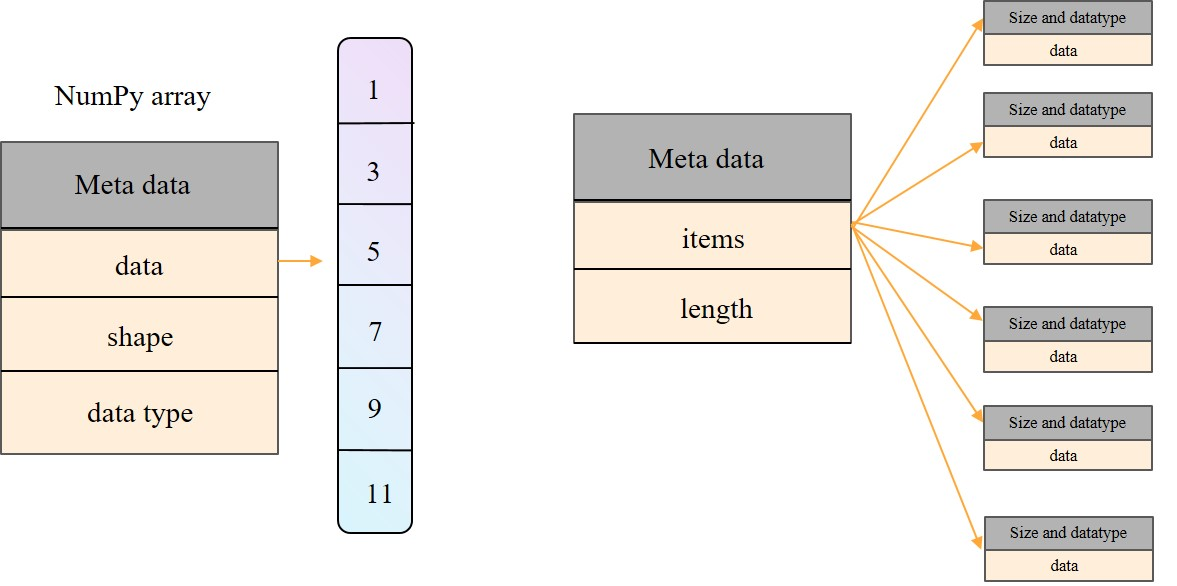 NumPy array
Meta data
data
shape
data type
1
3
5
7
9
11
Meta data
items
length
Size and datatype
data
Size and datatype
data
Size and datatype
data
Size and datatype
data
Size and datatype
data
Size and datatype
data